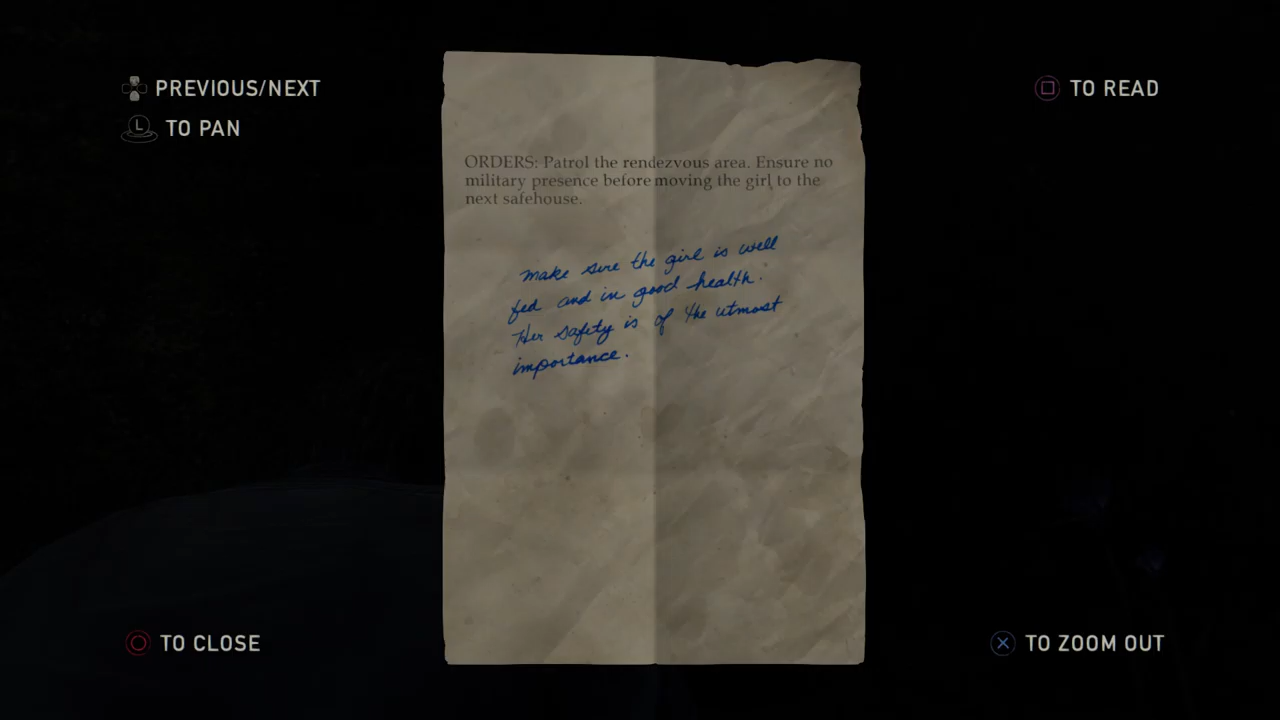 PREVIOUS/NEXT
L TO PAN
TO READ
ORDERS: Patrol the rendezvous area. Ensure no
military presence before moving the girl to the
next safehouse.
make sure the girl is well
fed and in good health.
Her safety is of the utmost
importance.
TO CLOSE
TO ZOOM OUT